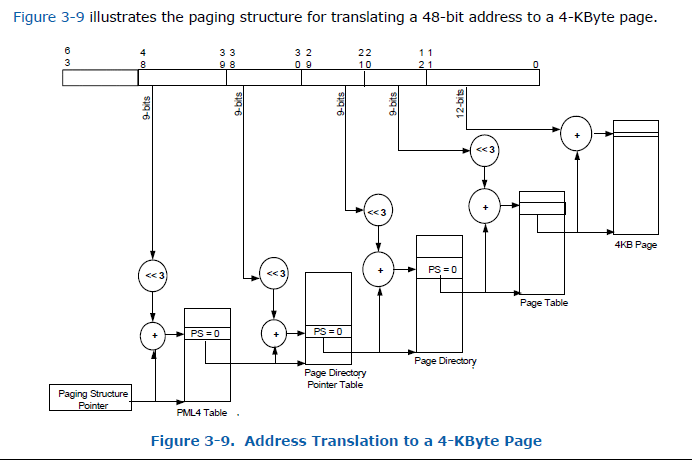 Figure 3-9 illustrates the paging structure for translating a 48-bit address to a 4-KByte page.
6 4 3 3 3 2 2 2 1 1
3 8 9 8 0 9 1 0 2 1 0
9-bits 9-bits 9-bits 9-bits 12-bits
+
<< 3
<< 3
+
4KB Page
<< 3 << 3 + PS = 0
Page Table
+ PS = 0 + PS = 0
Page Directory
Page Directory
Pointer Table
Paging Structure
Pointer
PML4 Table .
Figure 3-9. Address Translation to a 4-KByte Page